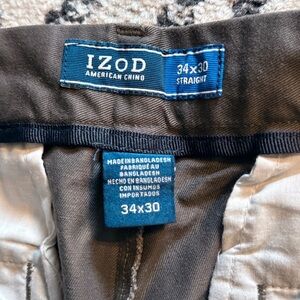 IZOD
AMERICAN CHINO
34x30
STRAIGHT
MADE IN BANGLADESH
FABRIQUÉ AU
BANGLADESH
HECHO EN BANGLADESH
CON INSUMOS
IMPORTADOS
34x30